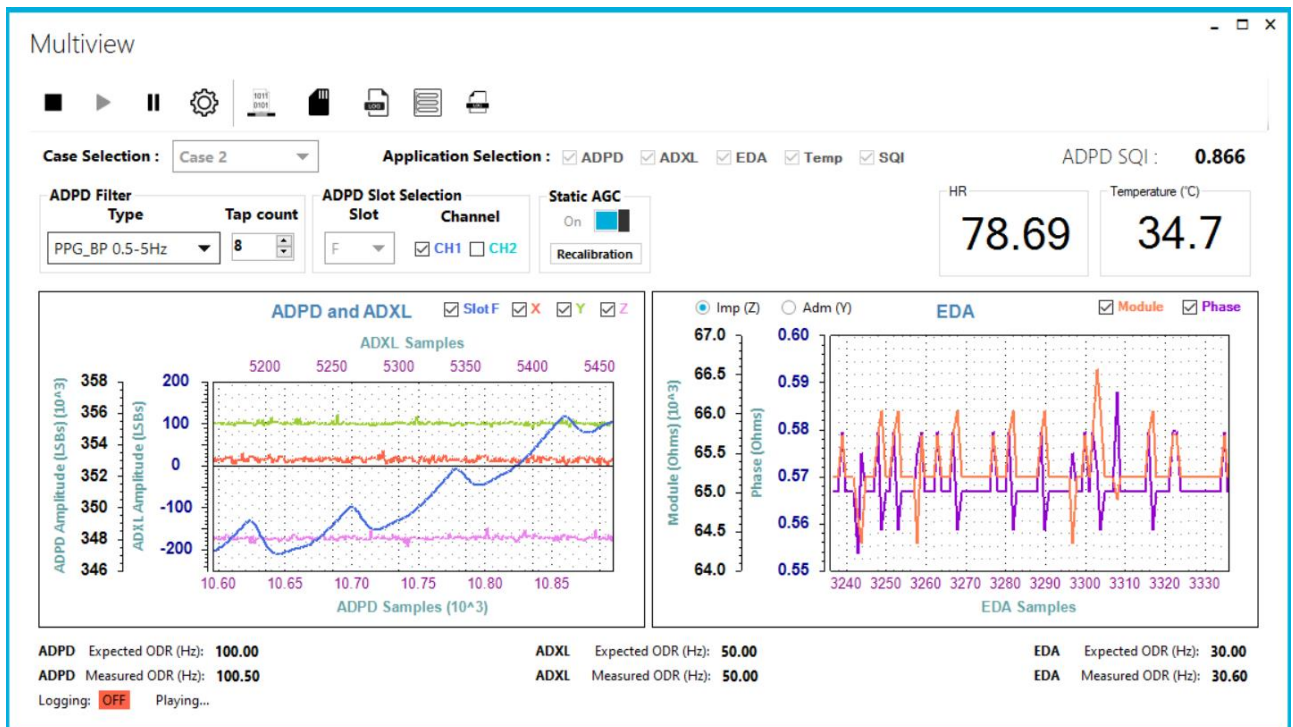 Multiview
1011
0101
LOG
Case Selection : Case 2 Application Selection : ADPD ADXL EDA Temp SQI ADPD SQI : 0.866
ADPD Filter
Type Tap count
PPG_BP 0.5-5Hz 8
ADPD Slot Selection
Slot Channel
F CH1 CH2
Static AGC
On
Recalibration
HR
78.69
Temperature (°C)
34.7
ADPD and ADXL Slot F X Y Z
ADXL Samples
5200 5250 5300 5350 5400 5450
ADPD Amplitude (LSBs) (10^3)
358
356
354
352
350
348
346
ADXL Amplitude (LSBs)
200
100
0
-100
-200
10.60 10.65 10.70 10.75 10.80 10.85
ADPD Samples (10^3)
Imp (Z) Adm (Y) EDA Module Phase
Module (Ohms) (10^3)
67.0
66.5
66.0
65.5
65.0
64.5
64.0
Phase (Ohms)
0.60
0.59
0.58
0.57
0.56
0.55
3240 3250 3260 3270 3280 3290 3300 3310 3320 3330
EDA Samples
ADPD Expected ODR (Hz): 100.00 ADXL Expected ODR (Hz): 50.00 EDA Expected ODR (Hz): 30.00
ADPD Measured ODR (Hz): 100.50 ADXL Measured ODR (Hz): 50.00 EDA Measured ODR (Hz): 30.60
Logging: OFF Playing...